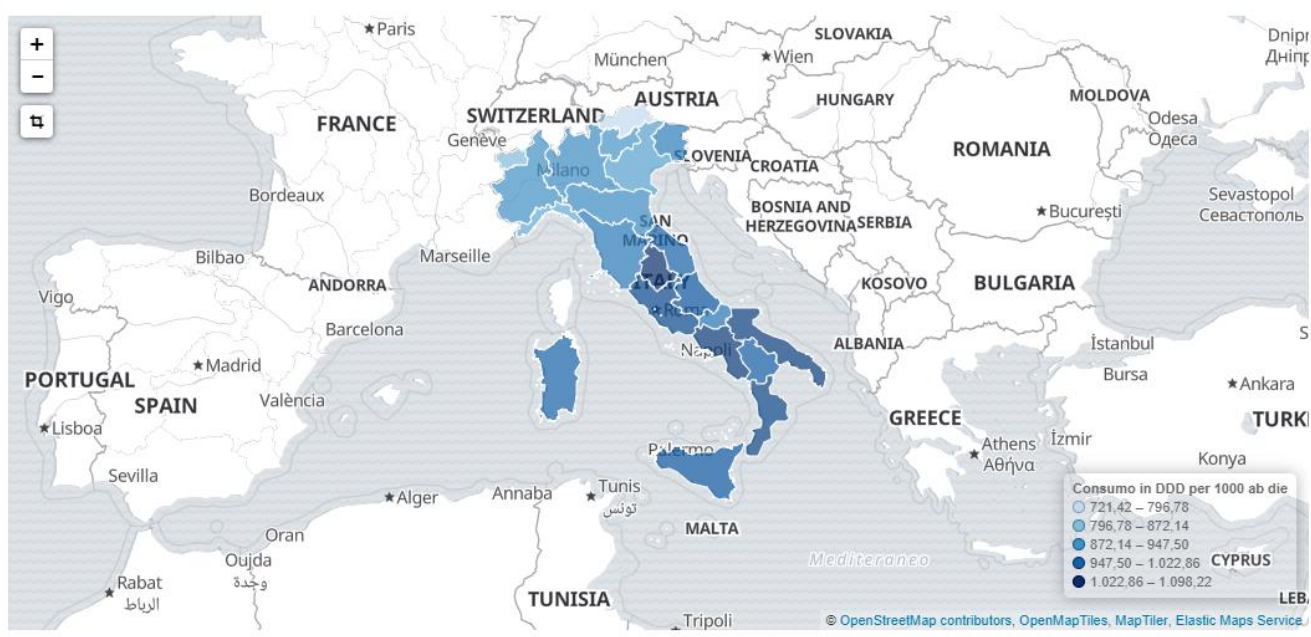 +
−
Paris
München
Wien
SLOVAKIA
Dnipr
Дніпр
FRANCE
SWITZERLAND
Genève
AUSTRIA
HUNGARY
MOLDOVA
Odesa
Одеса
Milano
SLOVENIA
CROATIA
ROMANIA
Bordeaux
BOSNIA AND
HERZEGOVINA
SERBIA
București
Sevastopol
Севастополь
SAN
MARINO
Marseille
Bilbao
ANDORRA
ITALY
KOSOVO
BULGARIA
Vigo
Roma
Barcelona
Napoli
ALBANIA
İstanbul
S
Madrid
Bursa
Ankara
PORTUGAL
SPAIN
València
GREECE
TURK
Lisboa
Palermo
Athens
Αθήνα
İzmir
Konya
Sevilla
Alger
Annaba
Tunis
تونس
MALTA
Oran
Oujda
وجدة
Mediteraneo
CYPRUS
Rabat
الرباط
TUNISIA
Tripoli
LEB
Consumo in DDD per 1000 ab die
721,42 – 796,78
796,78 – 872,14
872,14 – 947,50
947,50 – 1.022,86
1.022,86 – 1.098,22
© OpenStreetMap contributors, OpenMapTiles, MapTiler, Elastic Maps Service